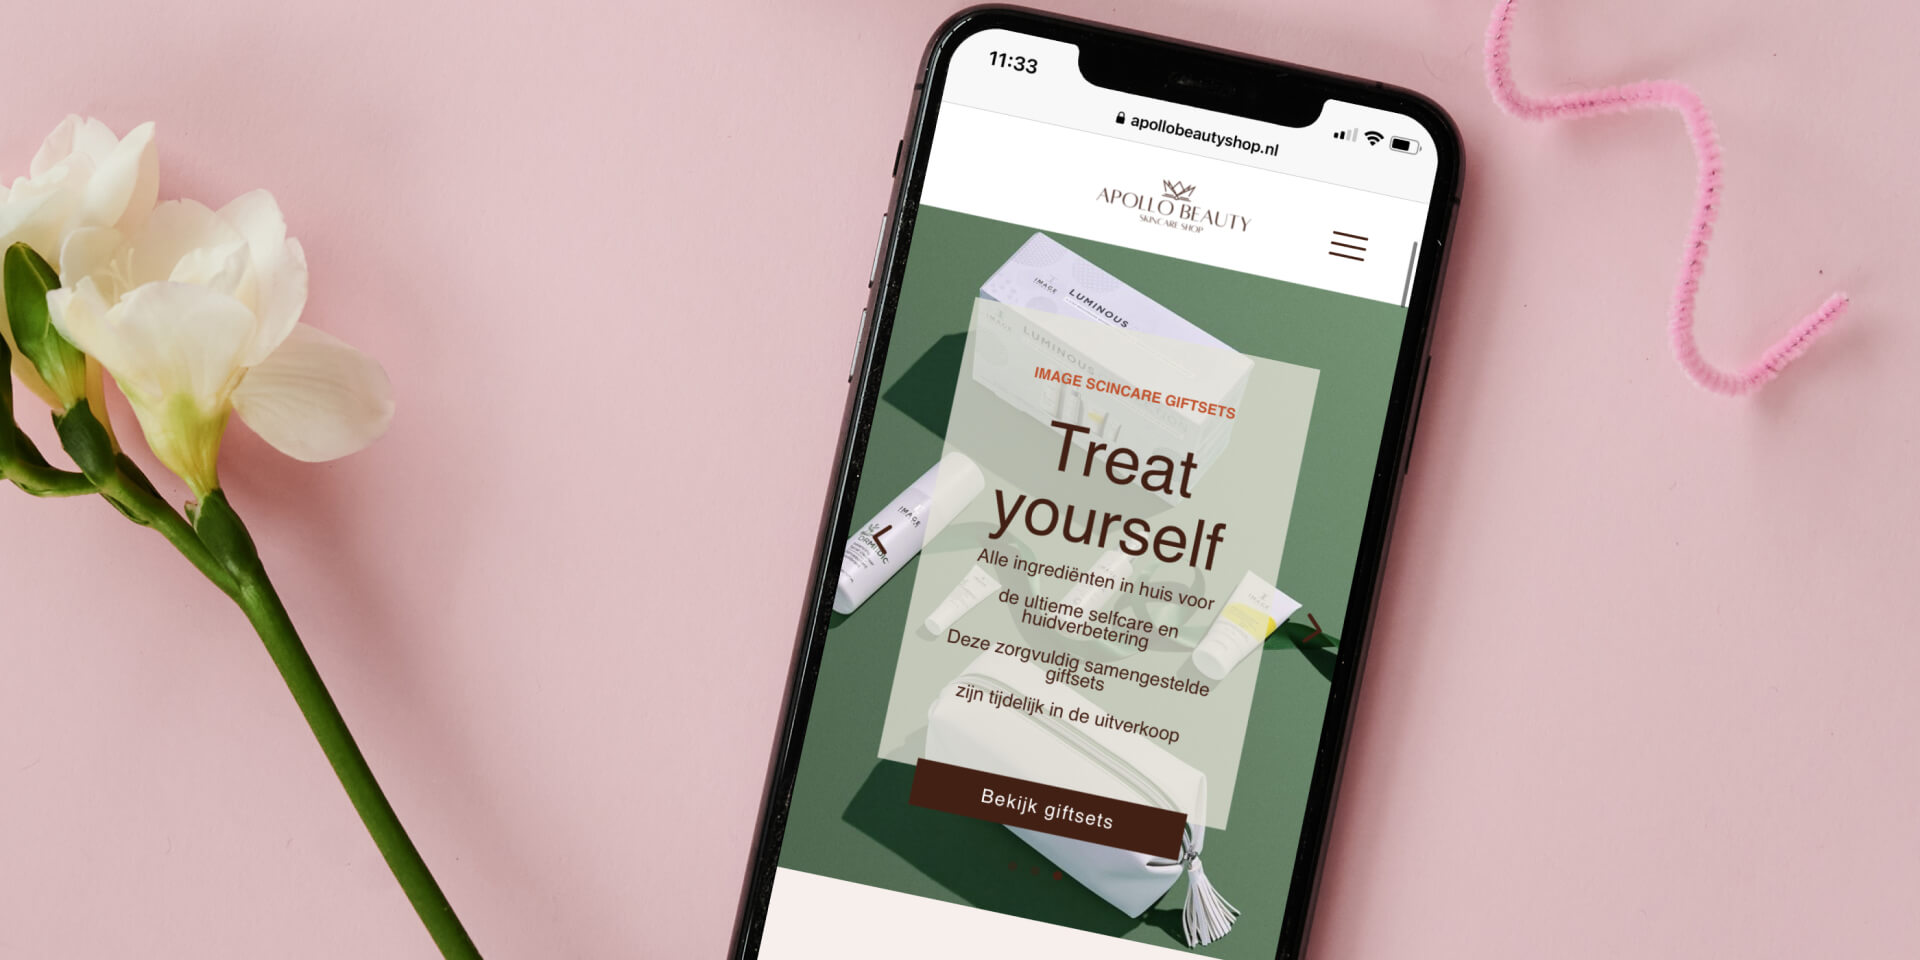 11:33
apollobeautyshop.nl
APOLLO BEAUTY
SKINCARE SHOP
IMAGE
LUMINOUS
IMAGE
LUMINOUS
IMAGE SCINCARE GIFTSETS
Treat
yourself
IMAGE
Alle ingrediënten in huis voor
de ultieme selfcare en
huidverbetering
IMAGE
Deze zorgvuldig samengestelde
giftsets
zijn tijdelijk in de uitverkoop
Bekijk giftsets